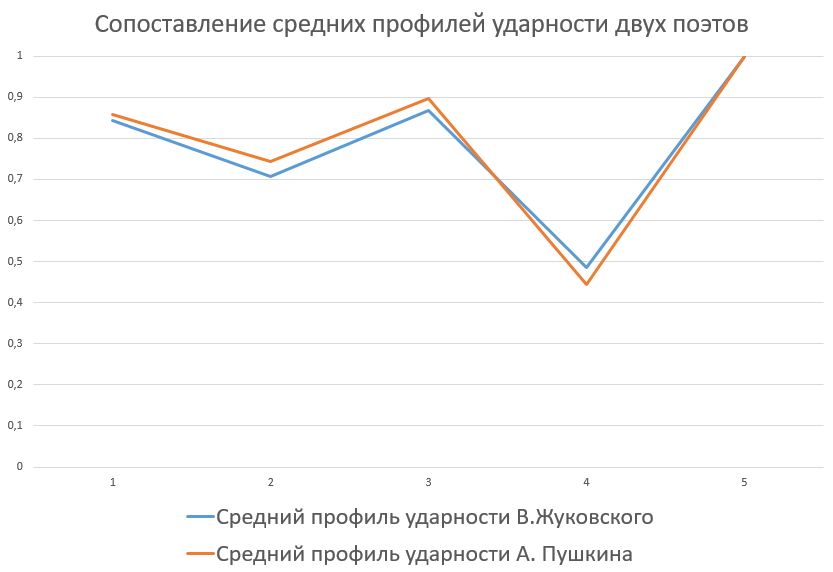 Сопоставление средних профилей ударности двух поэтов
1
0,9
0,8
0,7
0,6
0,5
0,4
0,3
0,2
0,1
0
1 2 3 4 5
Средний профиль ударности В.Жуковского
Средний профиль ударности А. Пушкина